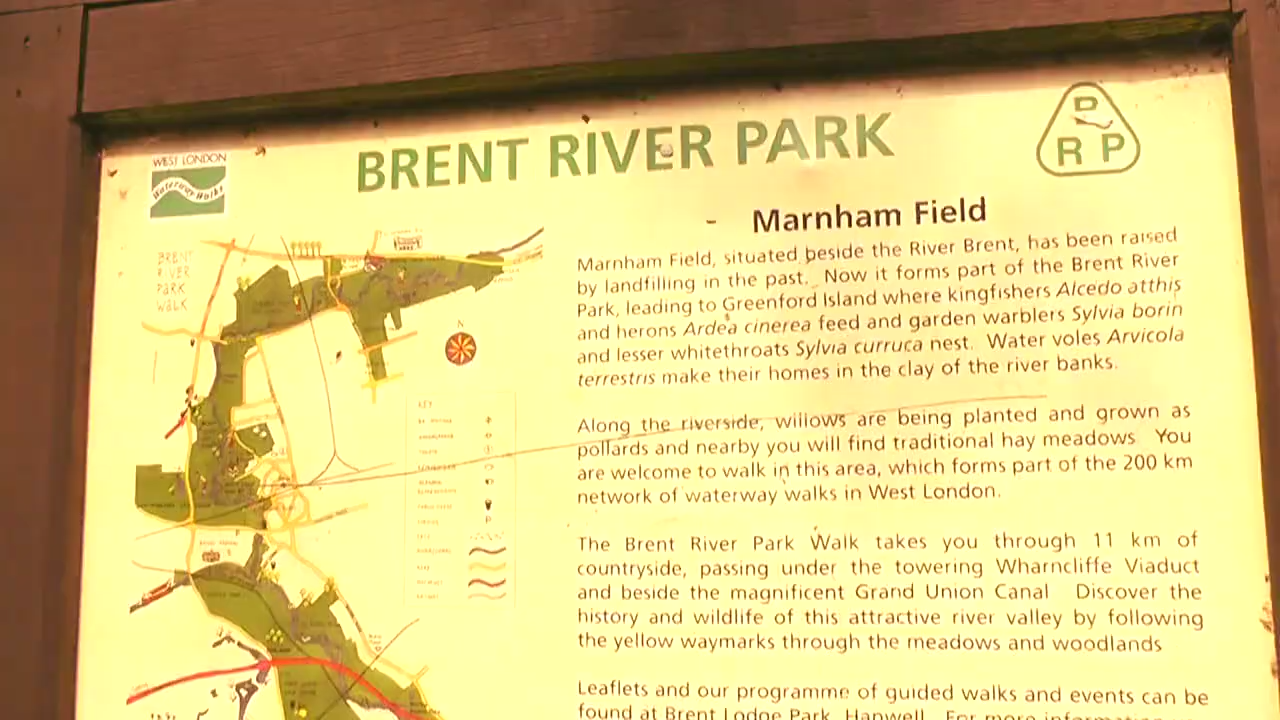 WEST LONDON
Waterway Walks
BRENT RIVER PARK
B
R P
Marnham Field
BRENT
RIVER
PARK
WALK
N
KEY
Marnham Field, situated beside the River Brent, has been raised
by landfilling in the past. Now it forms part of the Brent River
Park, leading to Greenford Island where kingfishers Alcedo atthis
and herons Ardea cinerea feed and garden warblers Sylvia borin
and lesser whitethroats Sylvia curruca nest. Water voles Arvicola
terrestris make their homes in the clay of the river banks.
Along the riverside, willows are being planted and grown as
pollards and nearby you will find traditional hay meadows You
are welcome to walk in this area, which forms part of the 200 km
network of waterway walks in West London.
The Brent River Park Walk takes you through 11 km of
countryside, passing under the towering Wharncliffe Viaduct
and beside the magnificent Grand Union Canal Discover the
history and wildlife of this attractive river valley by following
the yellow waymarks through the meadows and woodlands
Leaflets and our programme of guided walks and events can be
found at Brent Lodge Park, Hanwell. For more information